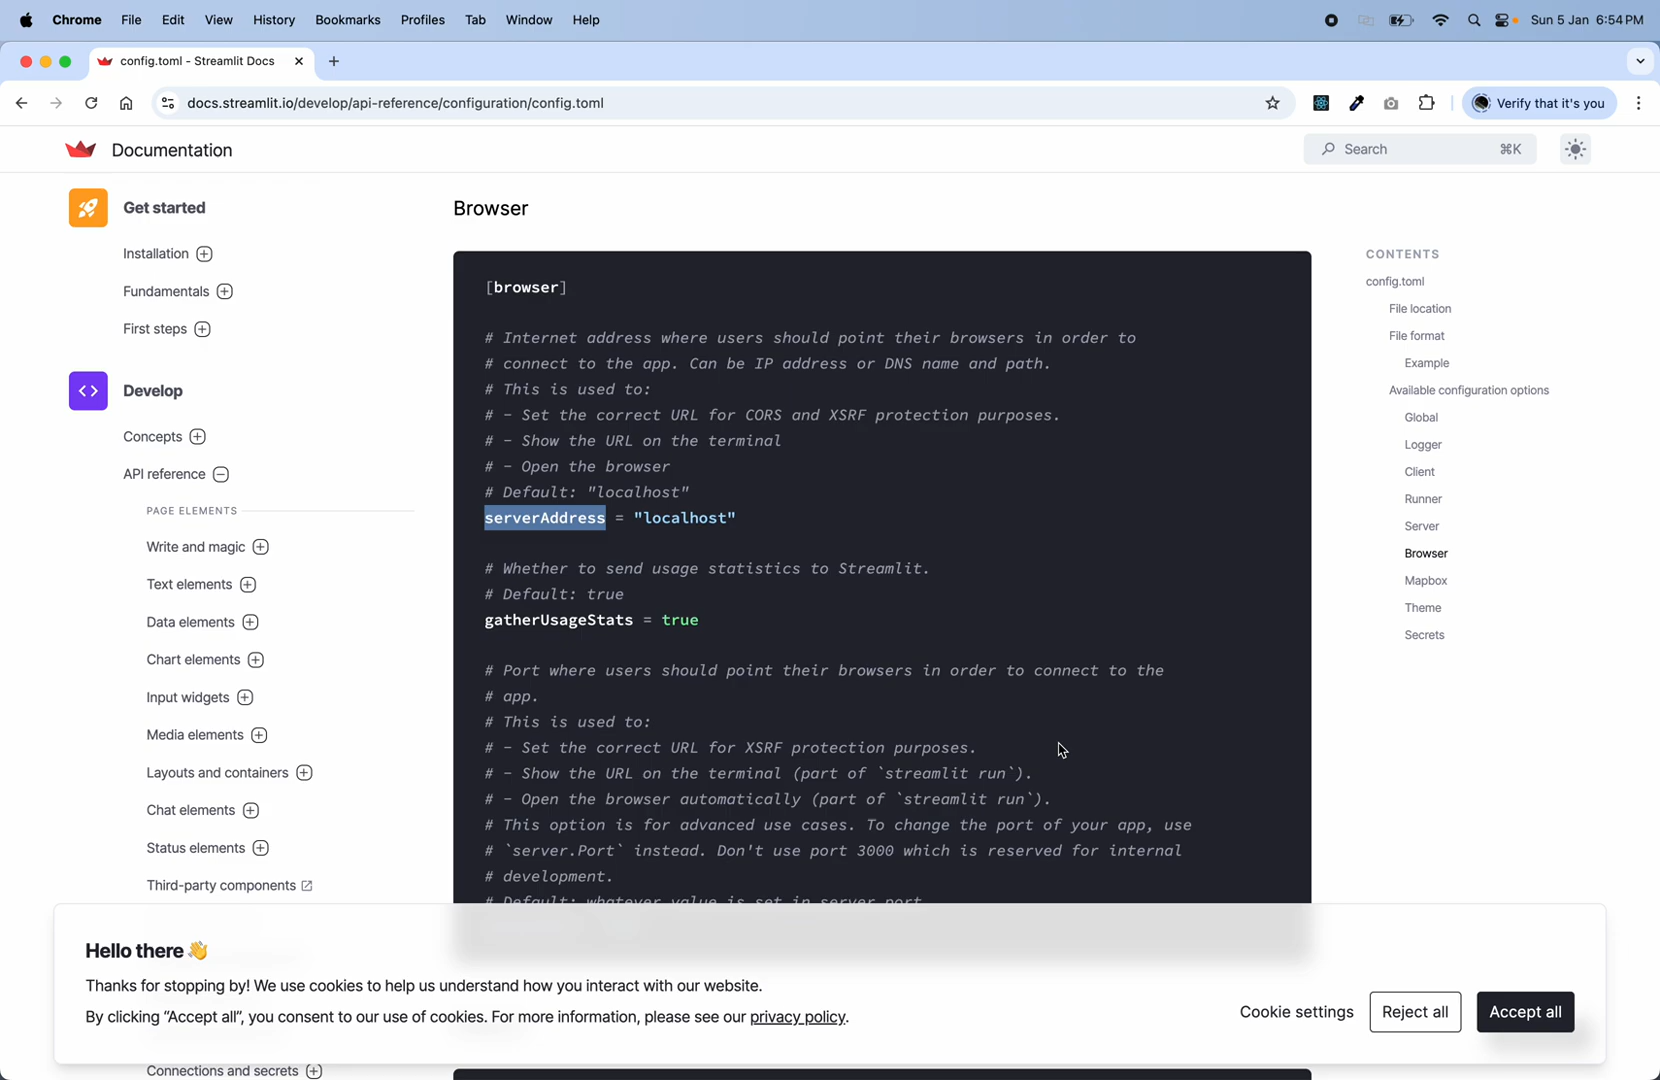 Chrome File Edit View History Bookmarks Profiles Tab Window Help Sun 5 Jan 6:54 PM
config.toml - Streamlit Docs
docs.streamlit.io/develop/api-reference/configuration/config.toml Verify that it's you
Documentation Search ⌘K
Get started
Installation
Fundamentals
First steps
Develop
Concepts
API reference
PAGE ELEMENTS
Write and magic
Text elements
Data elements
Chart elements
Input widgets
Media elements
Layouts and containers
Chat elements
Status elements
Third-party components
Connections and secrets
Browser
[browser]
# Internet address where users should point their browsers in order to
# connect to the app. Can be IP address or DNS name and path.
# This is used to:
# - Set the correct URL for CORS and XSRF protection purposes.
# - Show the URL on the terminal
# - Open the browser
# Default: "localhost"
serverAddress = "localhost"
# Whether to send usage statistics to Streamlit.
# Default: true
gatherUsageStats = true
# Port where users should point their browsers in order to connect to the
# app.
# This is used to:
# - Set the correct URL for XSRF protection purposes.
# - Show the URL on the terminal (part of `streamlit run`).
# - Open the browser automatically (part of `streamlit run`).
# This option is for advanced use cases. To change the port of your app, use
# `server.Port` instead. Don't use port 3000 which is reserved for internal
# development.
# Default: whatever value is set in server.port.
CONTENTS
config.toml
File location
File format
Example
Available configuration options
Global
Logger
Client
Runner
Server
Browser
Mapbox
Theme
Secrets
Hello there 👋
Thanks for stopping by! We use cookies to help us understand how you interact with our website.
By clicking “Accept all”, you consent to our use of cookies. For more information, please see our privacy policy.
Cookie settings Reject all Accept all